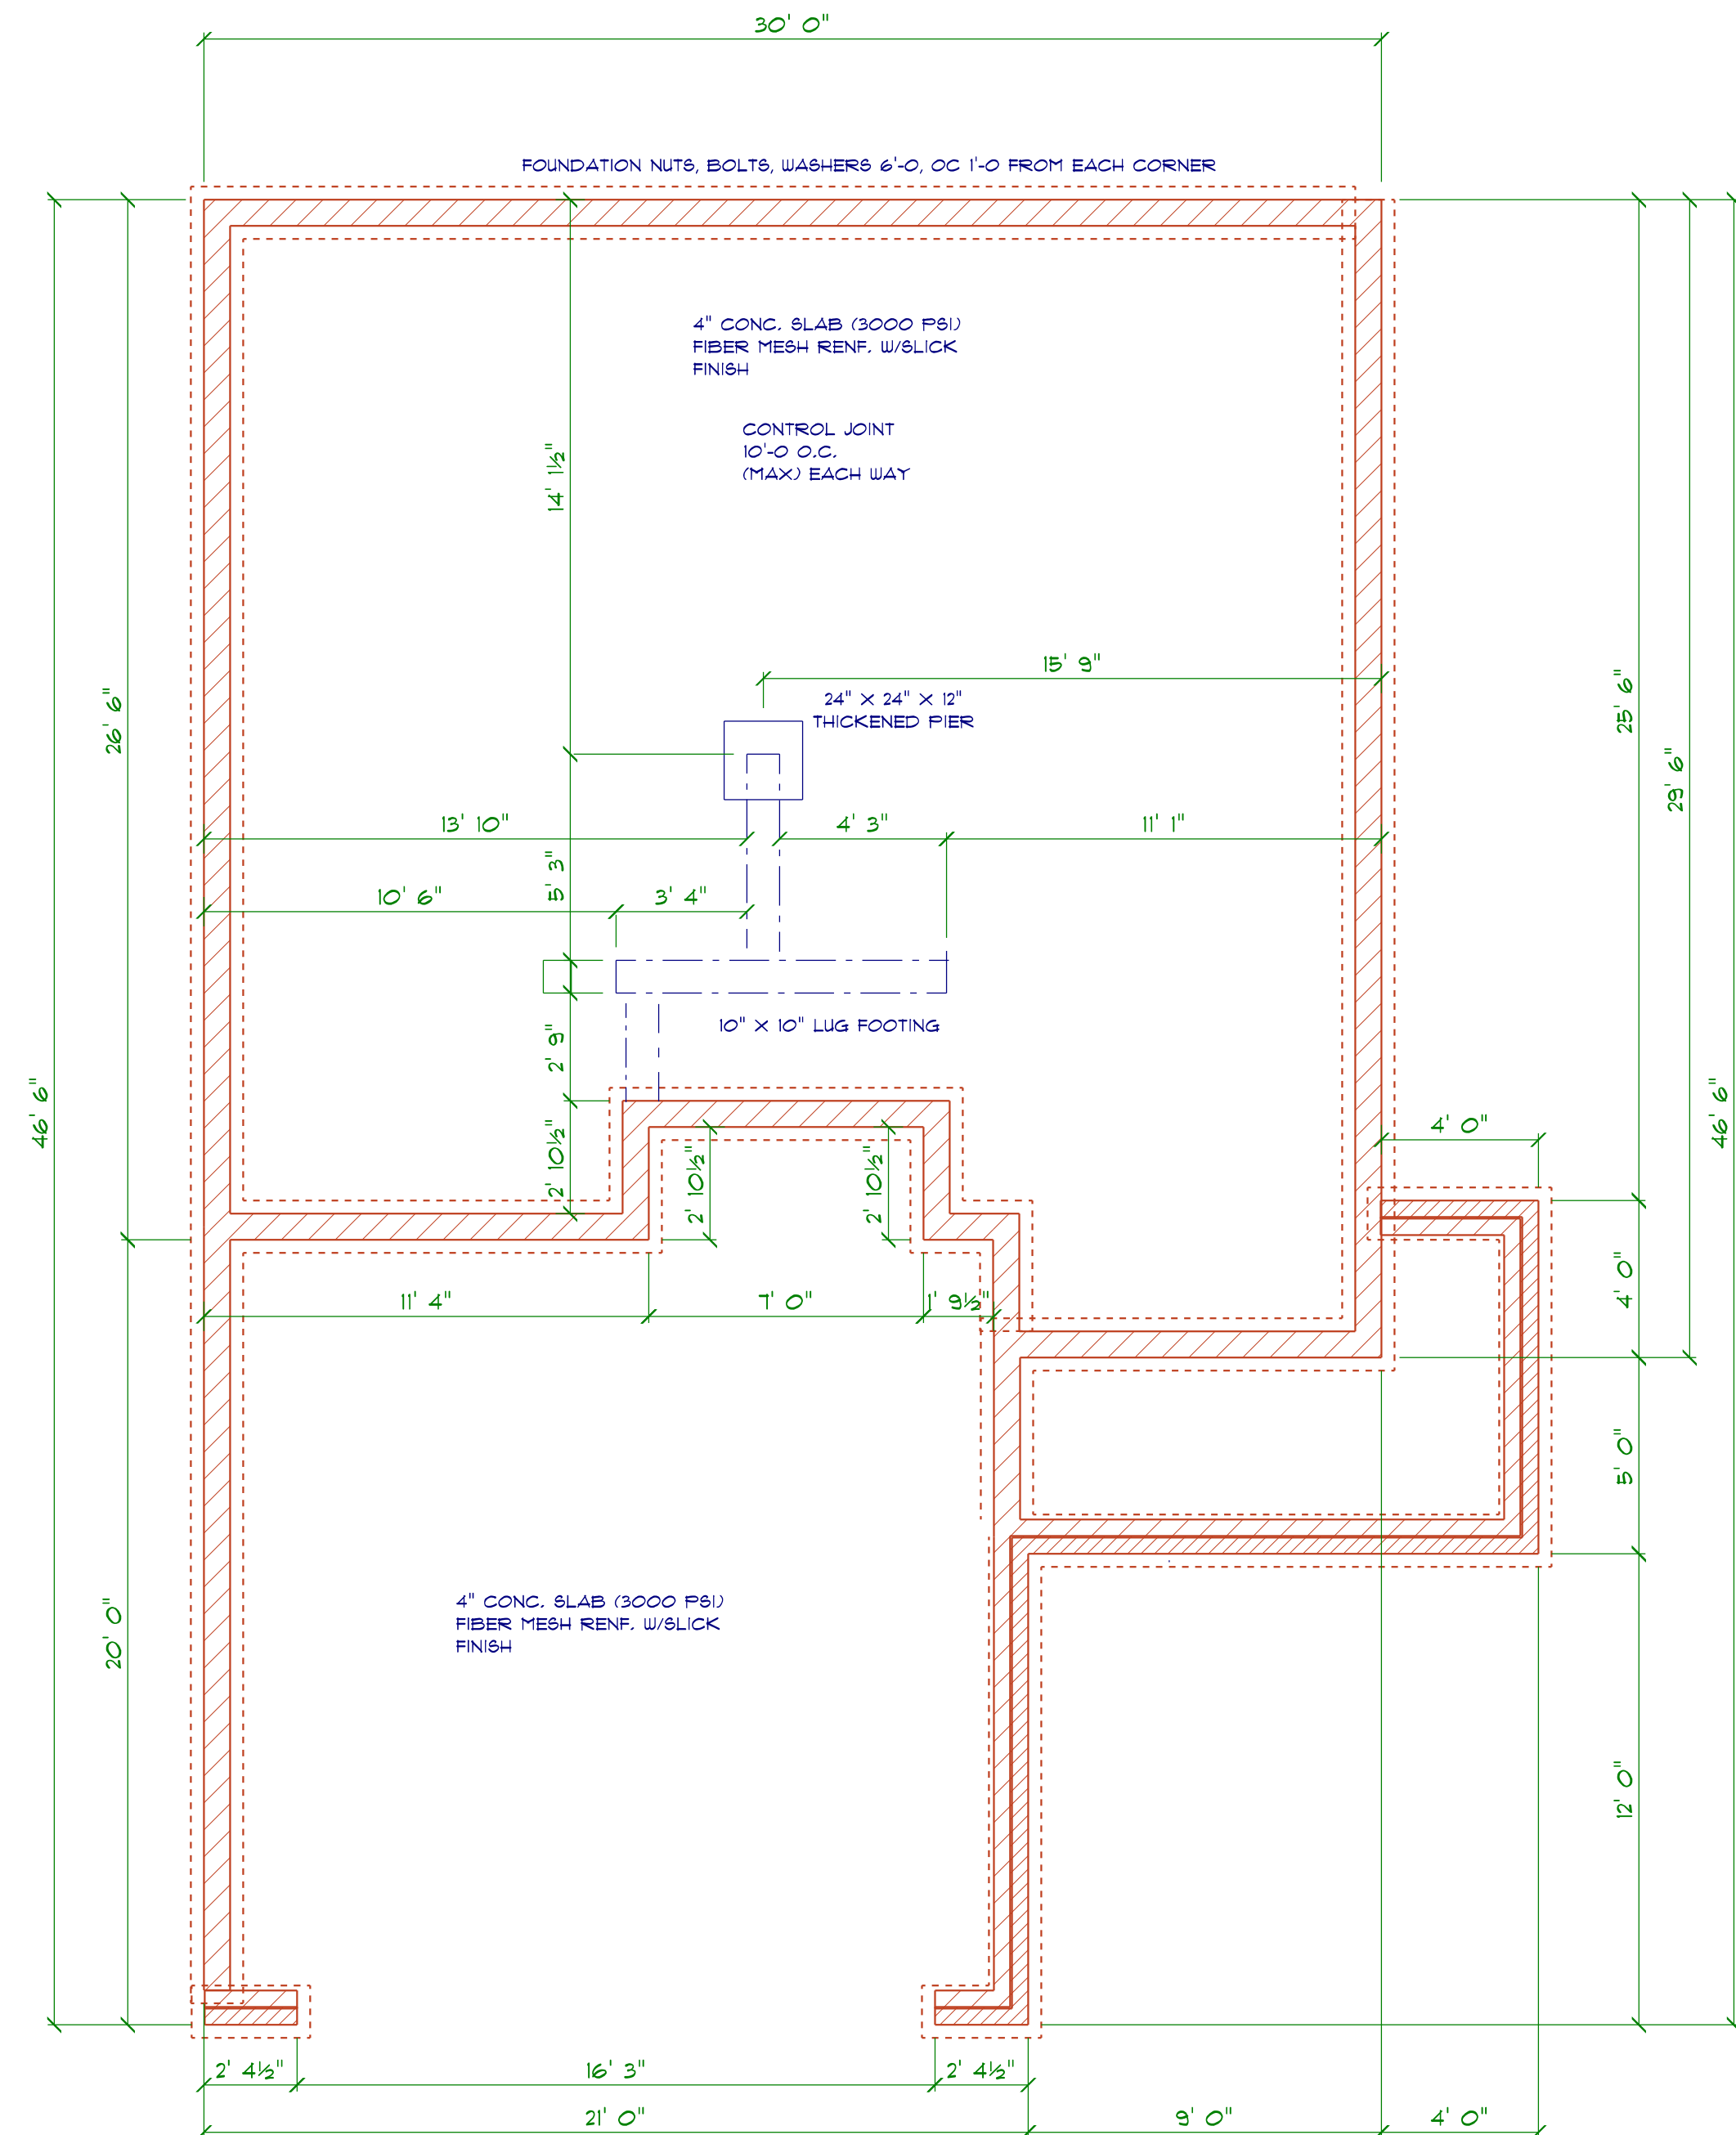 30' 0"
FOUNDATION NUTS, BOLTS, WASHERS 6'-0, OC 1'-0 FROM EACH CORNER
4" CONC. SLAB (3000 PSI)
FIBER MESH RENF. W/SLICK
FINISH
CONTROL JOINT
10'-0 O.C.
(MAX) EACH WAY
14' 1½"
15' 9"
26' 6"
25' 6"
29' 6"
24" X 24" X 12"
THICKENED PIER
13' 10"
4' 3"
11' 1"
5' 3"
10' 6"
3' 4"
10" X 10" LUG FOOTING
2' 9"
46' 6"
46' 6"
4' 0"
2' 10½"
2' 10½"
2' 10½"
4' 0"
11' 4"
7' 0"
1' 9½"
5' 0"
4" CONC. SLAB (3000 PSI)
FIBER MESH RENF. W/SLICK
FINISH
20' 0"
12' 0"
2' 4½"
16' 3"
2' 4½"
21' 0"
9' 0"
4' 0"